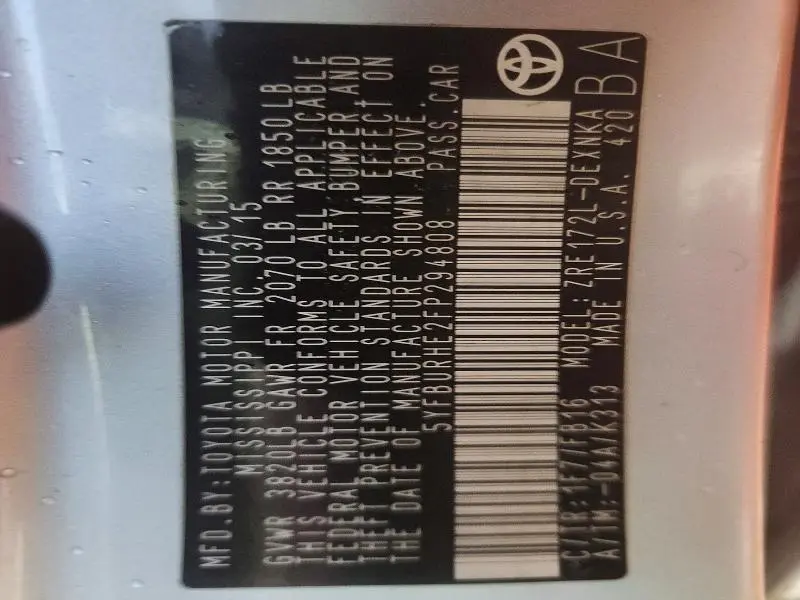 MFD.BY:TOYOTA MOTOR MANUFACTURING
MISSISSIPPI INC. 03/15
GVWR 3820LB GAWR FR 2070LB RR 1850LB
THIS VEHICLE CONFORMS TO ALL APPLICABLE
FEDERAL MOTOR VEHICLE SAFETY,BUMPER AND
THEFT PREVENTION STANDARDS IN EFFECT ON
THE DATE OF MANUFACTURE SHOWN ABOVE.
5YFBURHE2FP294808 PASS.CAR
C/TR:1F7/FB16 MODEL:ZRE172L-DEXNKA
A/TM:-04A/K313 MADE IN U.S.A. 420
BA